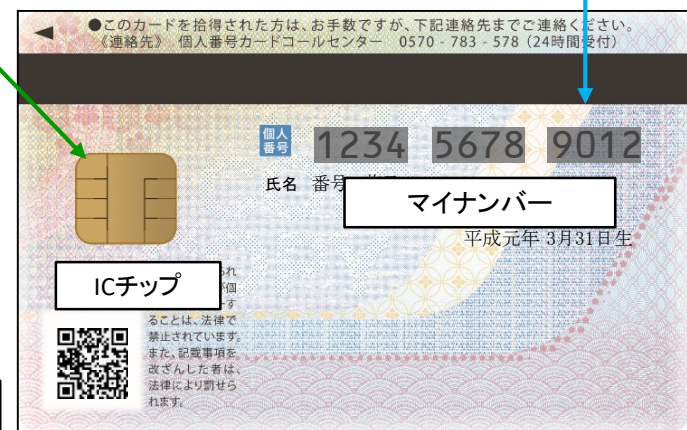 ●このカードを拾得された方は、お手数ですが、下記連絡先までご連絡ください。
《連絡先》 個人番号カードコールセンター 0570 - 783 - 578 (24時間受付)
個人
番号
1234 5678 9012
氏名 番号
マイナンバー
平成元年 3月31日生
ICチップ
ることは、法律で
禁止されています。
また、記載事項を
改ざんした者は、
法律により罰せら
れます。